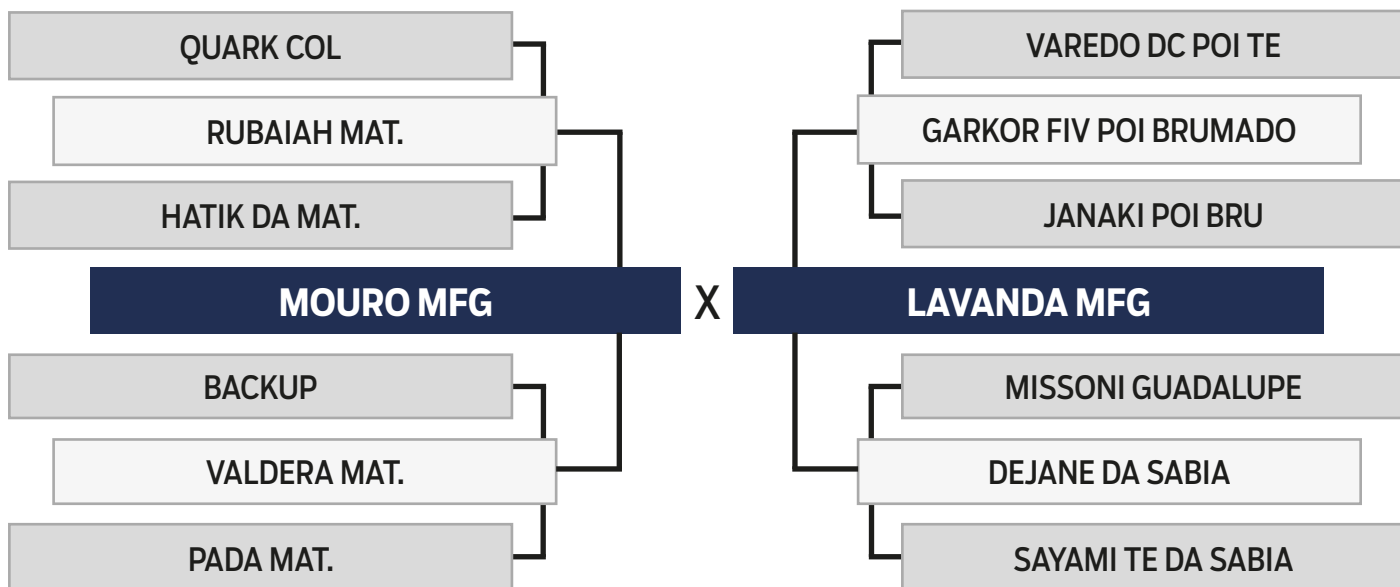 QUARK COL
VAREDO DC POI TE
RUBAIAH MAT.
GARKOR FIV POI BRUMADO
HATIK DA MAT.
JANAKI POI BRU
MOURO MFG X LAVANDA MFG
BACKUP
MISSONI GUADALUPE
VALDERA MAT.
DEJANE DA SABIA
PADA MAT.
SAYAMI TE DA SABIA